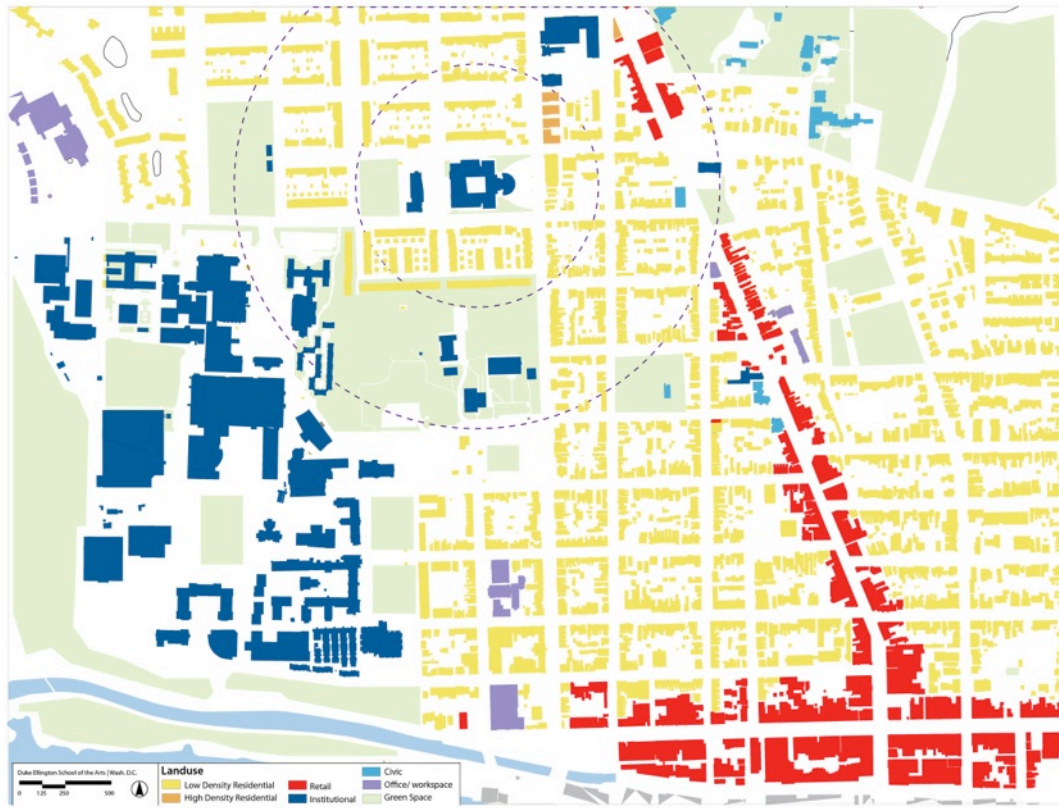 Duke Ellington School of the Arts | Wash. D.C.
0 125 250 500
Landuse
Low Density Residential
High Density Residential
Retail
Institutional
Civic
Office/ workspace
Green Space